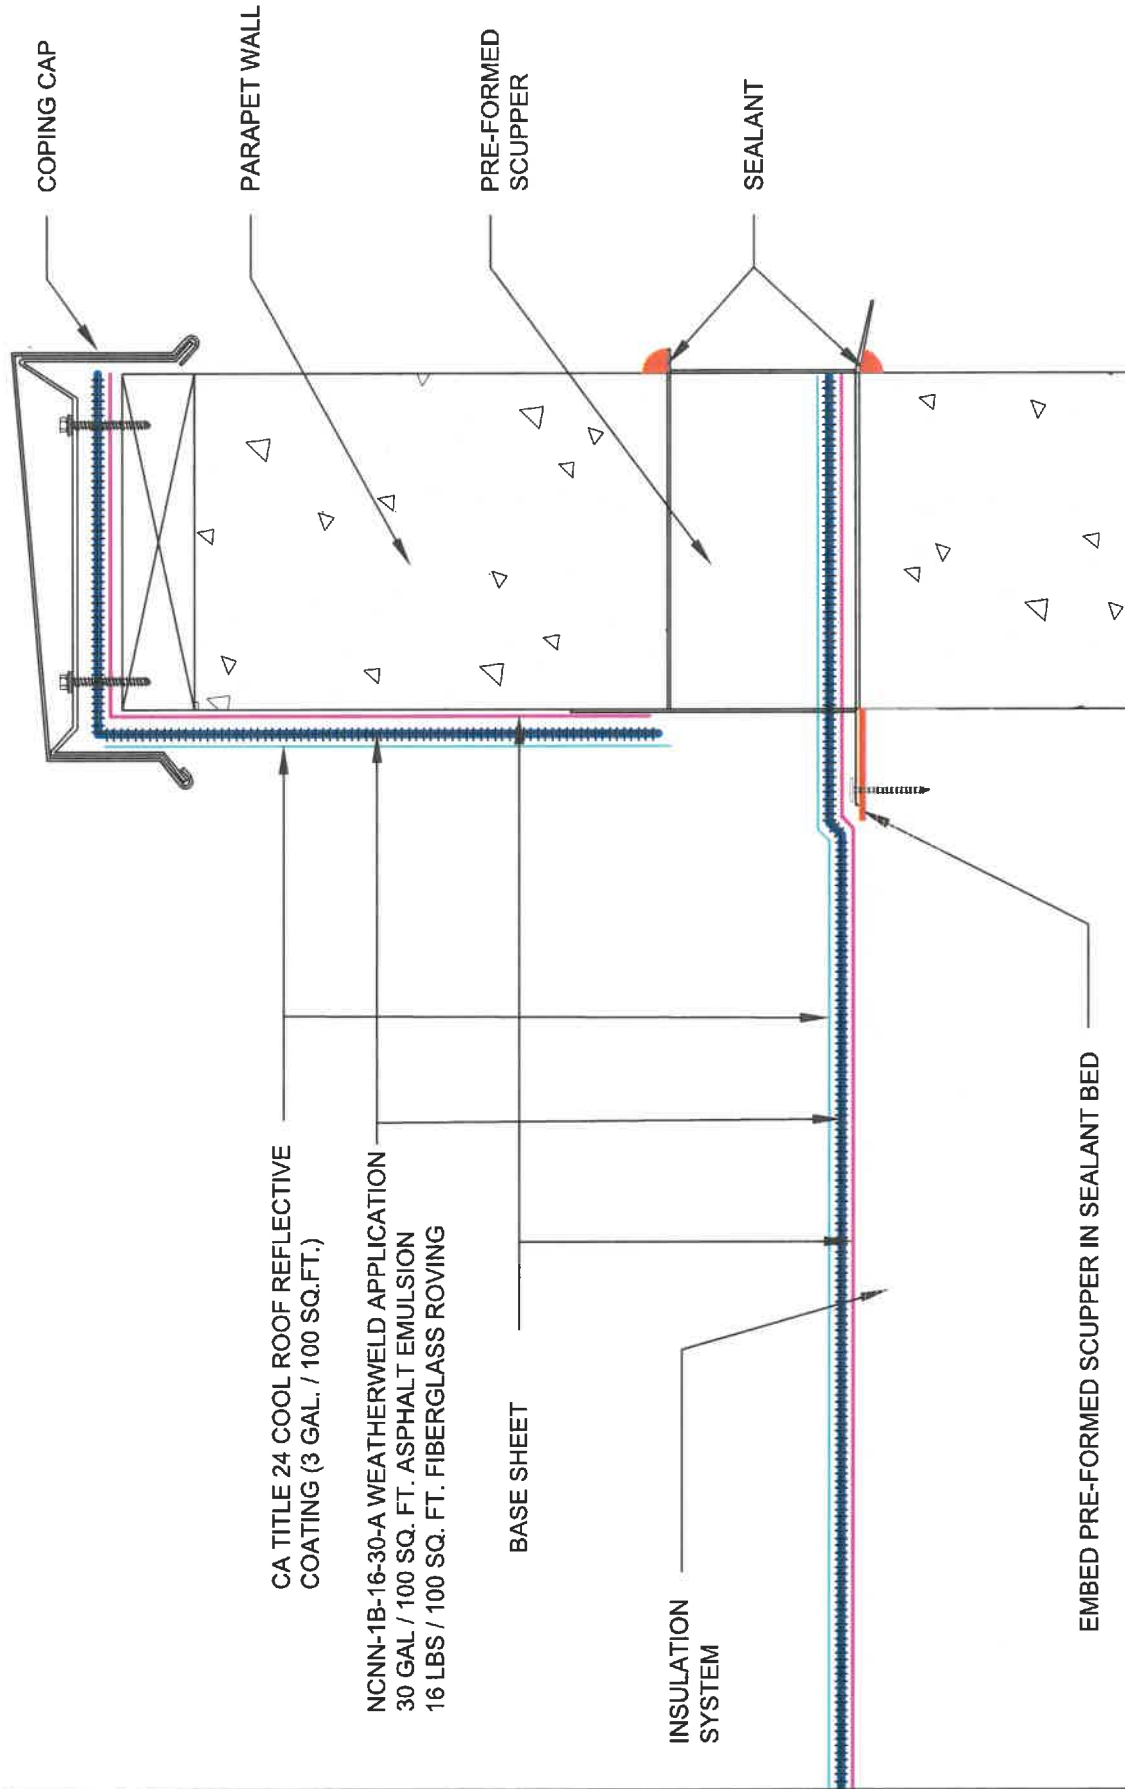 COPING CAP
PARAPET WALL
PRE-FORMED
SCUPPER
SEALANT
CA TITLE 24 COOL ROOF REFLECTIVE
COATING (3 GAL. / 100 SQ.FT.)
NCNN-1B-16-30-A WEATHERWELD APPLICATION
30 GAL / 100 SQ. FT. ASPHALT EMULSION
16 LBS / 100 SQ. FT. FIBERGLASS ROVING
BASE SHEET
INSULATION
SYSTEM
EMBED PRE-FORMED SCUPPER IN SEALANT BED